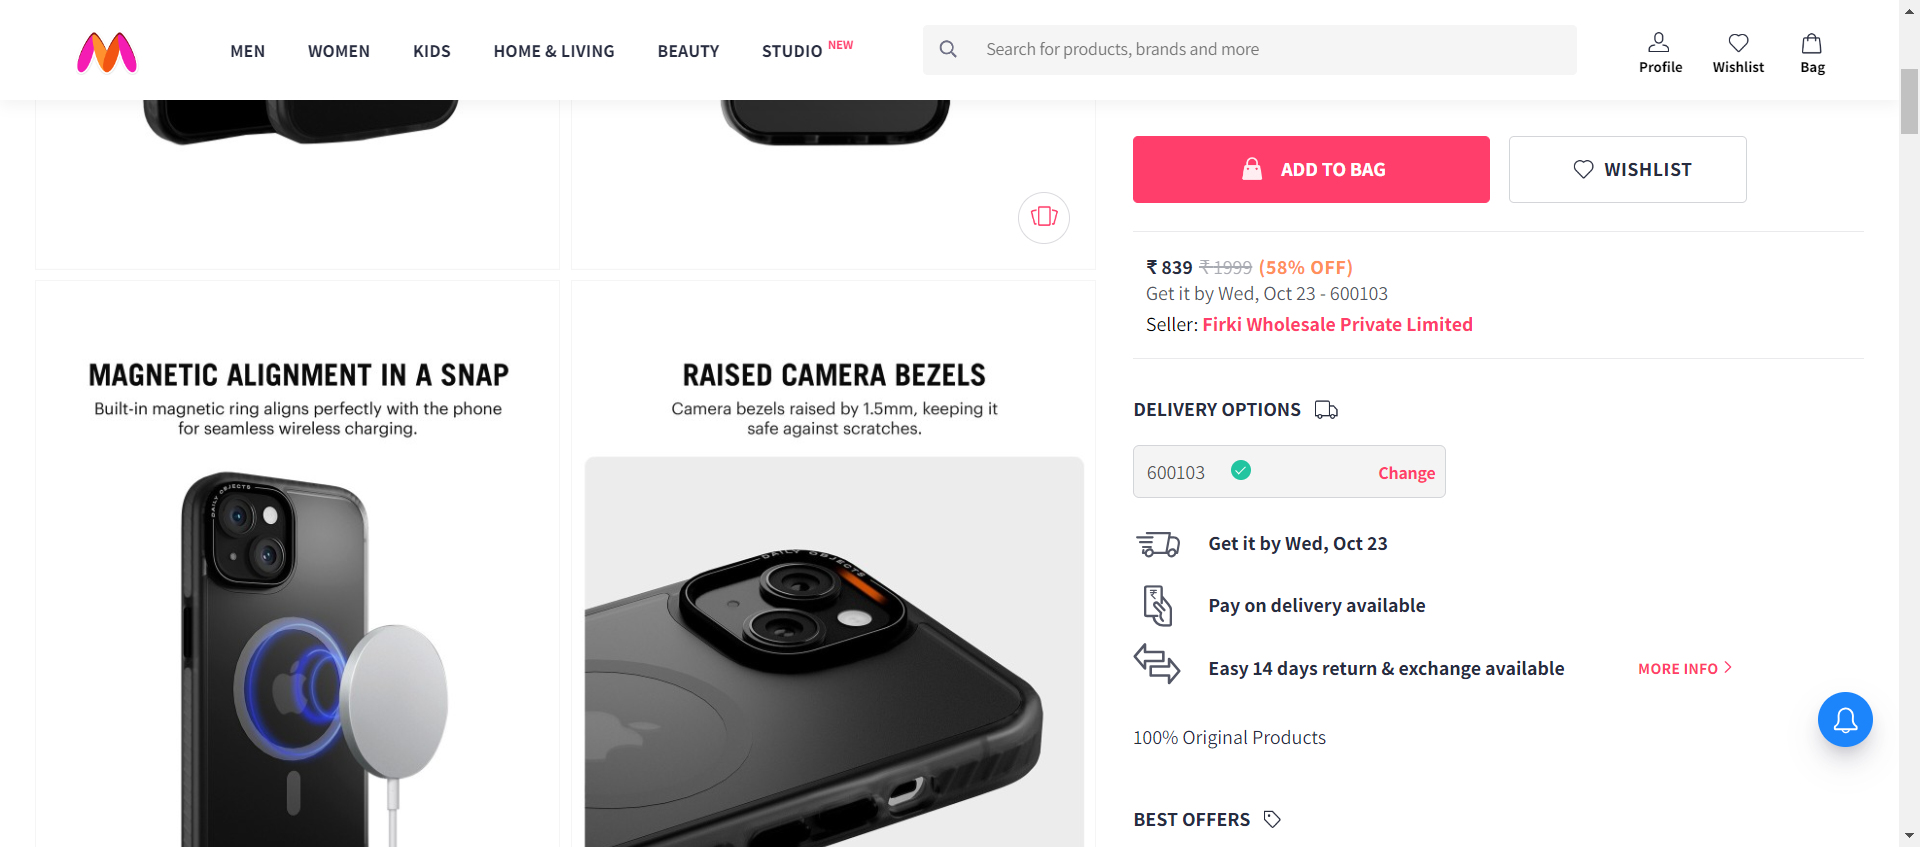 MEN
WOMEN
KIDS
HOME & LIVING
BEAUTY
STUDIO NEW
Search for products, brands and more
Profile
Wishlist
Bag
ADD TO BAG
WISHLIST
₹ 839 ₹ 1999 (58% OFF)
Get it by Wed, Oct 23 - 600103
Seller: Firki Wholesale Private Limited
MAGNETIC ALIGNMENT IN A SNAP
Built-in magnetic ring aligns perfectly with the phone
for seamless wireless charging.
DAILY OBJECTS
RAISED CAMERA BEZELS
Camera bezels raised by 1.5mm, keeping it
safe against scratches.
DAILY OBJECTS
DELIVERY OPTIONS
600103
Change
Get it by Wed, Oct 23
Pay on delivery available
Easy 14 days return & exchange available
MORE INFO
100% Original Products
BEST OFFERS